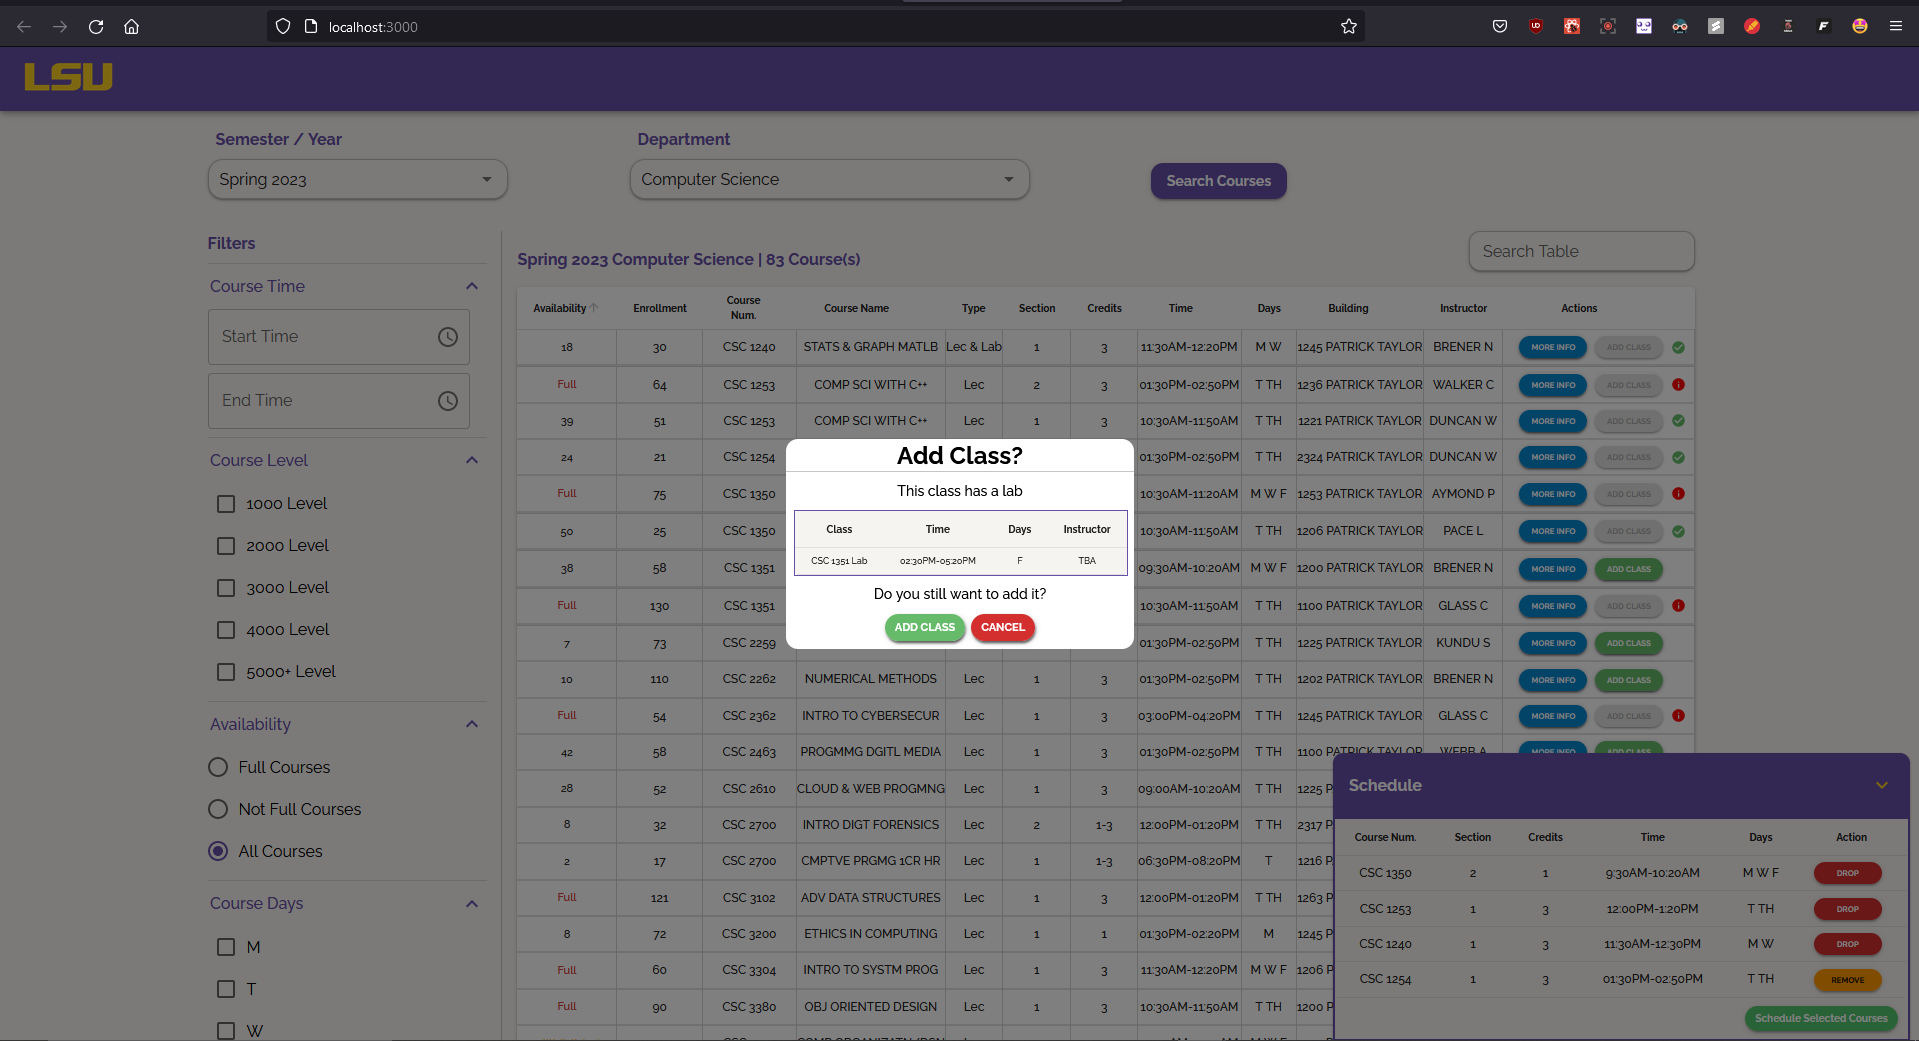 localhost:3000
LSU
Semester / Year
Department
Spring 2023
Computer Science
Search Courses
Filters
Spring 2023 Computer Science | 83 Course(s)
Search Table
Course Time
Start Time
End Time
Course Level
1000 Level
2000 Level
3000 Level
4000 Level
5000+ Level
Availability
Full Courses
Not Full Courses
All Courses
Course Days
M
T
W
Availability Enrollment Course Num. Course Name Type Section Credits Time Days Building Instructor Actions
18 30 CSC 1240 STATS & GRAPH MATLB Lec & Lab 1 3 11:30AM-12:20PM M W 1245 PATRICK TAYLOR BRENER N MORE INFO ADD CLASS
Full 64 CSC 1253 COMP SCI WITH C++ Lec 2 3 01:30PM-02:50PM T TH 1236 PATRICK TAYLOR WALKER C MORE INFO ADD CLASS
39 51 CSC 1253 COMP SCI WITH C++ Lec 1 3 10:30AM-11:50AM T TH 1221 PATRICK TAYLOR DUNCAN W MORE INFO ADD CLASS
24 21 CSC 1254 01:30PM-02:50PM T TH 2324 PATRICK TAYLOR DUNCAN W MORE INFO ADD CLASS
Full 75 CSC 1350 10:30AM-11:20AM M W F 1253 PATRICK TAYLOR AYMOND P MORE INFO ADD CLASS
50 25 CSC 1350 10:30AM-11:50AM T TH 1206 PATRICK TAYLOR PACE L MORE INFO ADD CLASS
38 58 CSC 1351 09:30AM-10:20AM M W F 1200 PATRICK TAYLOR BRENER N MORE INFO ADD CLASS
Full 130 CSC 1351 10:30AM-11:50AM T TH 1100 PATRICK TAYLOR GLASS C MORE INFO ADD CLASS
7 73 CSC 2259 01:30PM-02:50PM T TH 1225 PATRICK TAYLOR KUNDU S MORE INFO ADD CLASS
10 110 CSC 2262 NUMERICAL METHODS Lec 1 3 01:30PM-02:50PM T TH 1202 PATRICK TAYLOR BRENER N MORE INFO ADD CLASS
Full 54 CSC 2362 INTRO TO CYBERSECUR Lec 1 3 03:00PM-04:20PM T TH 1245 PATRICK TAYLOR GLASS C MORE INFO ADD CLASS
42 58 CSC 2463 PROGMMG DGITL MEDIA Lec 1 3 01:30PM-02:50PM T TH 1100 PATRICK TAYLOR WEBB A MORE INFO ADD CLASS
28 52 CSC 2610 CLOUD & WEB PROGMNG Lec 1 3 09:00AM-10:20AM T TH 1225 P
8 32 CSC 2700 INTRO DIGT FORENSICS Lec 2 1-3 12:00PM-01:20PM T TH 2317 P
2 17 CSC 2700 CMPTVE PRGMG 1CR HR Lec 1 1-3 06:30PM-08:20PM T 1216 P
Full 121 CSC 3102 ADV DATA STRUCTURES Lec 1 3 12:00PM-01:20PM T TH 1263 P
8 72 CSC 3200 ETHICS IN COMPUTING Lec 1 1 01:30PM-02:20PM M 1245 P
Full 60 CSC 3304 INTRO TO SYSTM PROG Lec 1 3 11:30AM-12:20PM M W F 1206 P
Full 90 CSC 3380 OBJ ORIENTED DESIGN Lec 1 3 10:30AM-11:50AM T TH 1200 P
Add Class?
This class has a lab
Class Time Days Instructor
CSC 1351 Lab 02:30PM-05:20PM F TBA
Do you still want to add it?
ADD CLASS CANCEL
Schedule
Course Num. Section Credits Time Days Action
CSC 1350 2 1 9:30AM-10:20AM M W F DROP
CSC 1253 1 3 12:00PM-1:20PM T TH DROP
CSC 1240 1 3 11:30AM-12:30PM M W DROP
CSC 1254 1 3 01:30PM-02:50PM T TH REMOVE
Schedule Selected Courses